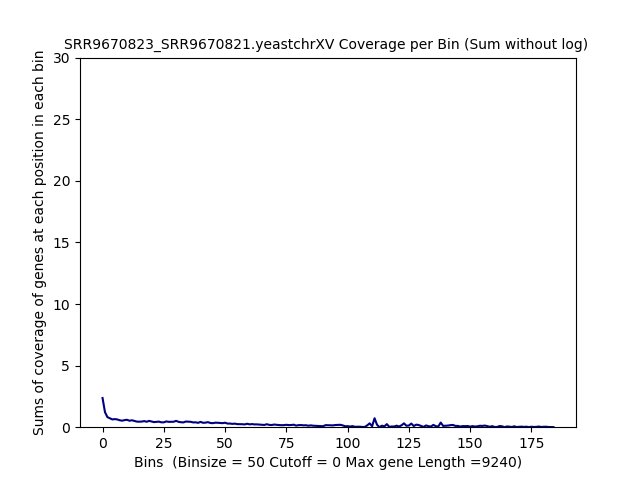 SRR9670823_SRR9670821.yeastchrXV Coverage per Bin (Sum without log)
Sums of coverage of genes at each position in each bin
30
25
20
15
10
5
0
0 25 50 75 100 125 150 175
Bins  (Binsize = 50 Cutoff = 0 Max gene Length =9240)